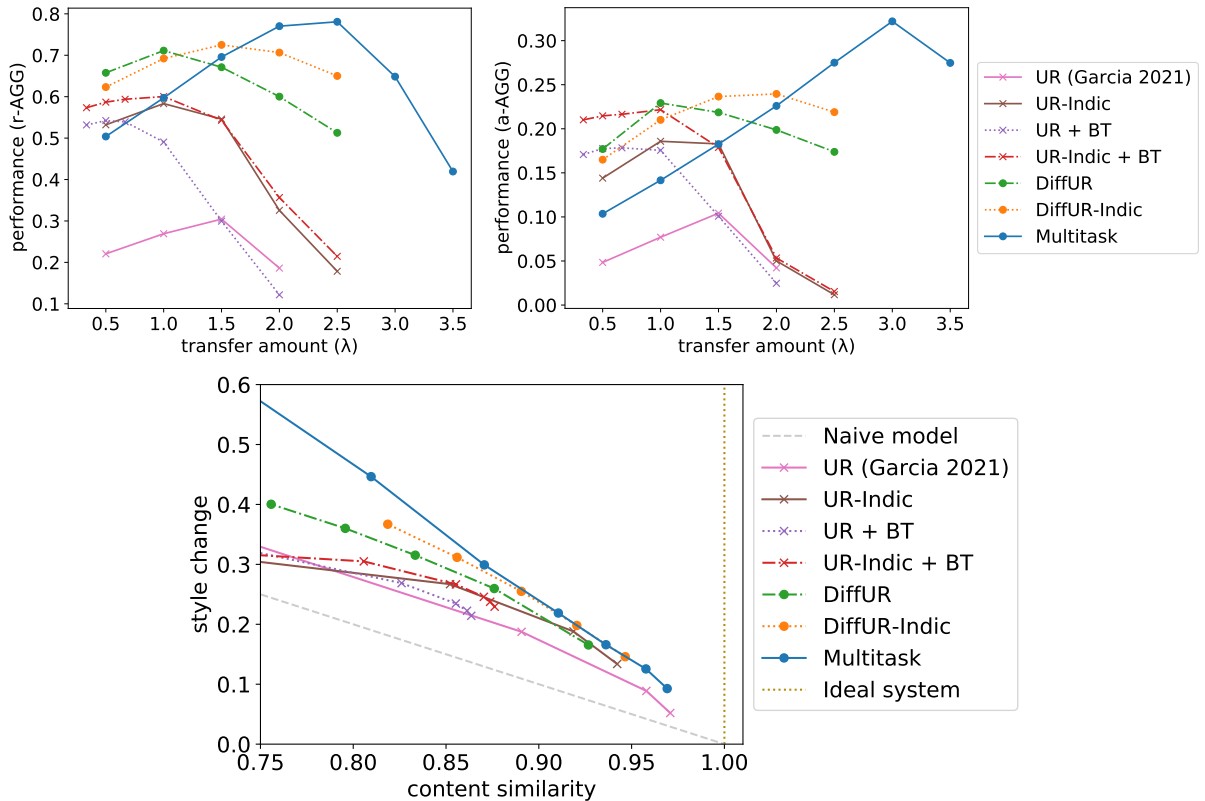 performance (r-AGG)
0.8
0.7
0.6
0.5
0.4
0.3
0.2
0.1
0.5 1.0 1.5 2.0 2.5 3.0 3.5
transfer amount (λ)
performance (a-AGG)
0.30
0.25
0.20
0.15
0.10
0.05
0.00
0.5 1.0 1.5 2.0 2.5 3.0 3.5
transfer amount (λ)
UR (Garcia 2021)
UR-Indic
UR + BT
UR-Indic + BT
DiffUR
DiffUR-Indic
Multitask
style change
0.6
0.5
0.4
0.3
0.2
0.1
0.0
0.75 0.80 0.85 0.90 0.95 1.00
content similarity
Naive model
UR (Garcia 2021)
UR-Indic
UR + BT
UR-Indic + BT
DiffUR
DiffUR-Indic
Multitask
Ideal system